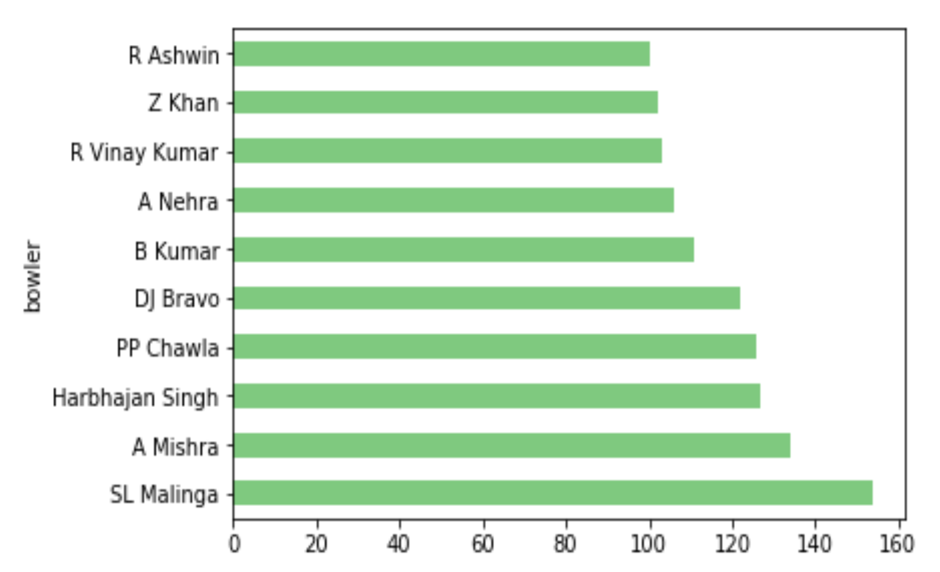 R Ashwin
Z Khan
R Vinay Kumar
A Nehra
B Kumar
DJ Bravo
PP Chawla
Harbhajan Singh
A Mishra
SL Malinga
bowler
0 20 40 60 80 100 120 140 160